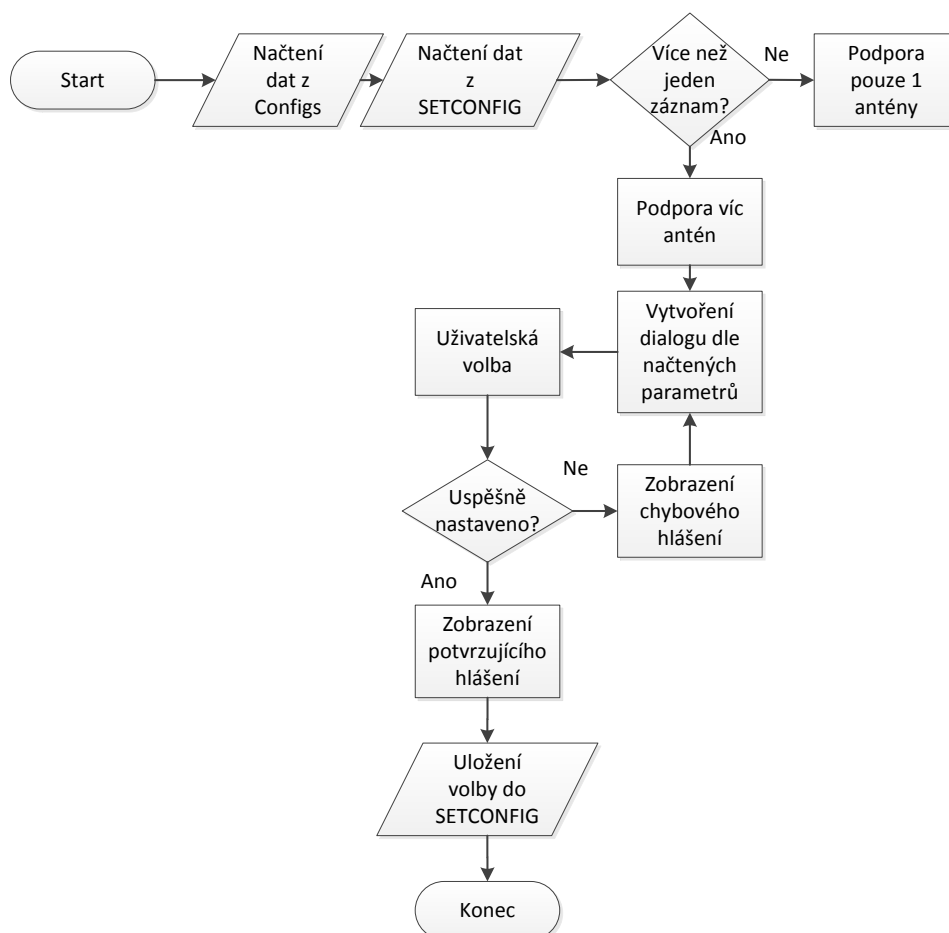 Start
Načtení
dat z
Configs
Načtení dat
z
SETCONFIG
Více než
jeden
záznam?
Ne
Podpora
pouze 1
antény
Ano
Podpora víc
antén
Vytvoření
dialogu dle
načtených
parametrů
Uživatelská
volba
Uspěšně
nastaveno?
Ne
Zobrazení
chybového
hlášení
Ano
Zobrazení
potvrzujícího
hlášení
Uložení
volby do
SETCONFIG
Konec